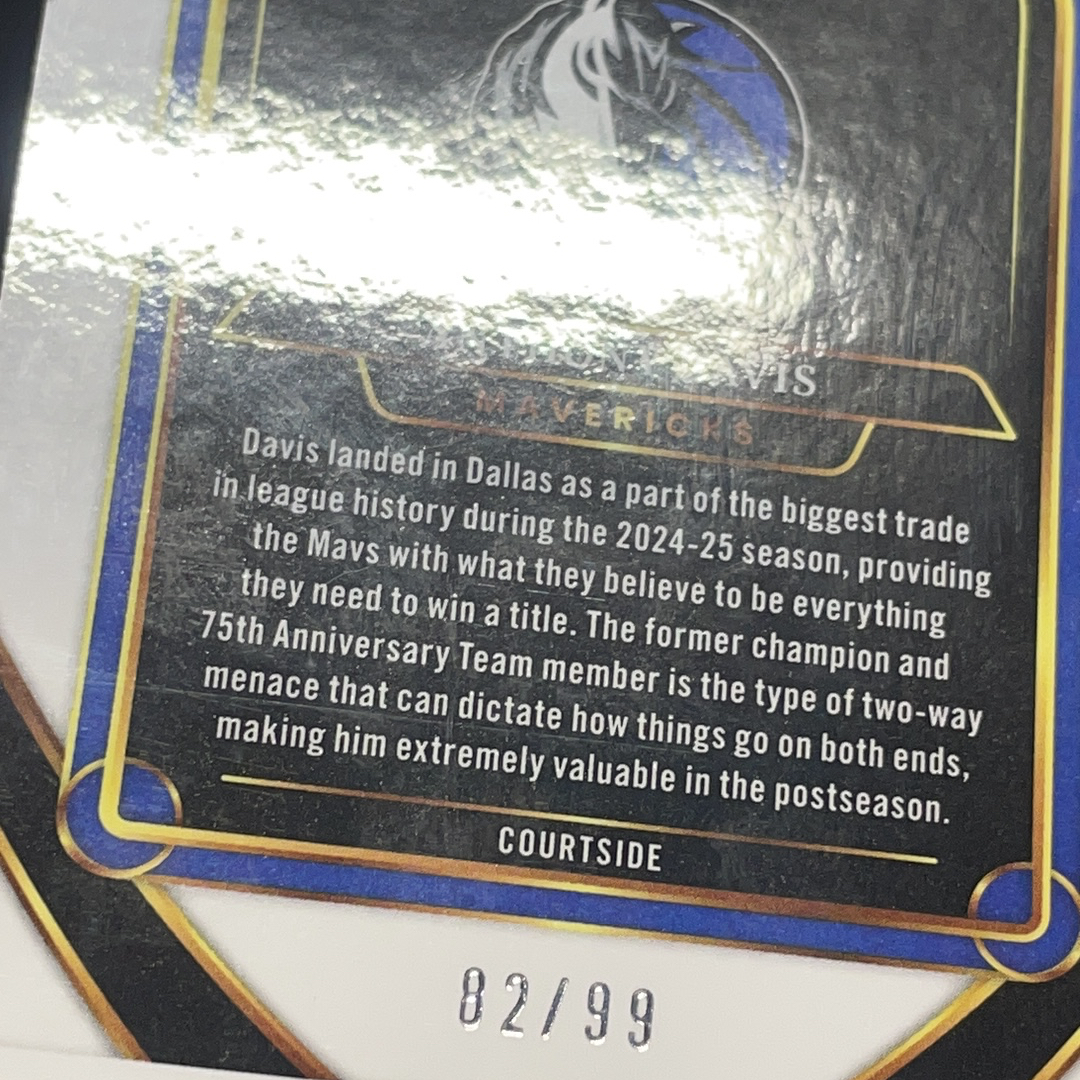 ANTHONY DAVIS
MAVERICKS
Davis landed in Dallas as a part of the biggest trade
in league history during the 2024-25 season, providing
the Mavs with what they believe to be everything
they need to win a title. The former champion and
75th Anniversary Team member is the type of two-way
menace that can dictate how things go on both ends,
making him extremely valuable in the postseason.
COURTSIDE
82/99